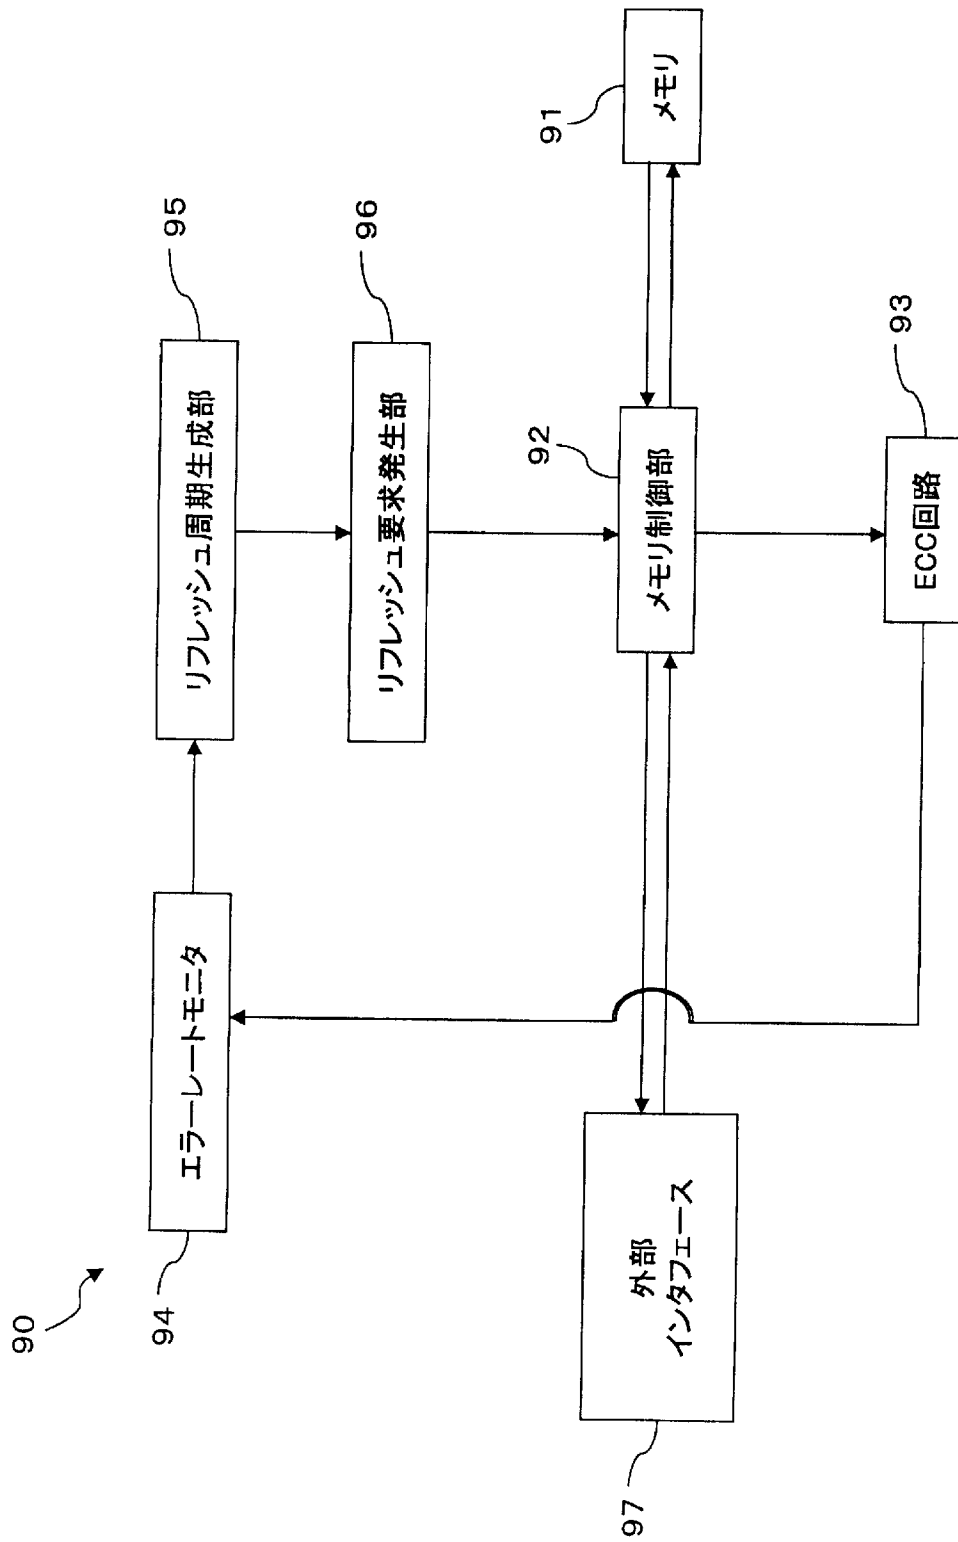 90
94
エラーレートモニタ
95
リフレッシュ周期生成部
96
リフレッシュ要求発生部
97
外部
インタフェース
92
メモリ制御部
91
メモリ
93
ECC回路